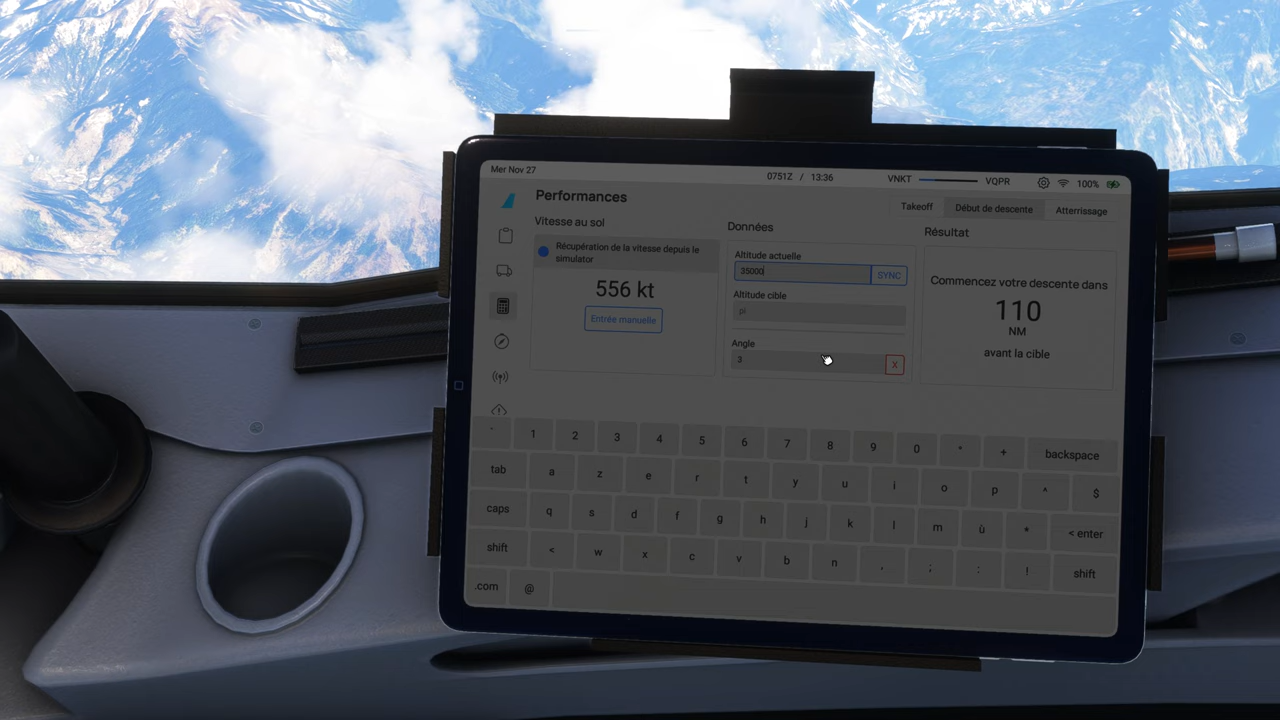 Mer Nov 27
0751Z / 13:36
VNKT
VQPR
100%
Performances
Takeoff
Début de descente
Atterrissage
Vitesse au sol
Récupération de la vitesse depuis le
simulator
556 kt
Entrée manuelle
Données
Altitude actuelle
35000
SYNC
Altitude cible
pi
Angle
3
X
Résultat
Commencez votre descente dans
110
NM
avant la cible
` 1 2 3 4 5 6 7 8 9 0 * + backspace
tab a z e r t y u i o p ^ $
caps q s d f g h j k l m ù * < enter
shift < w x c v b n , ; : ! shift
.com @